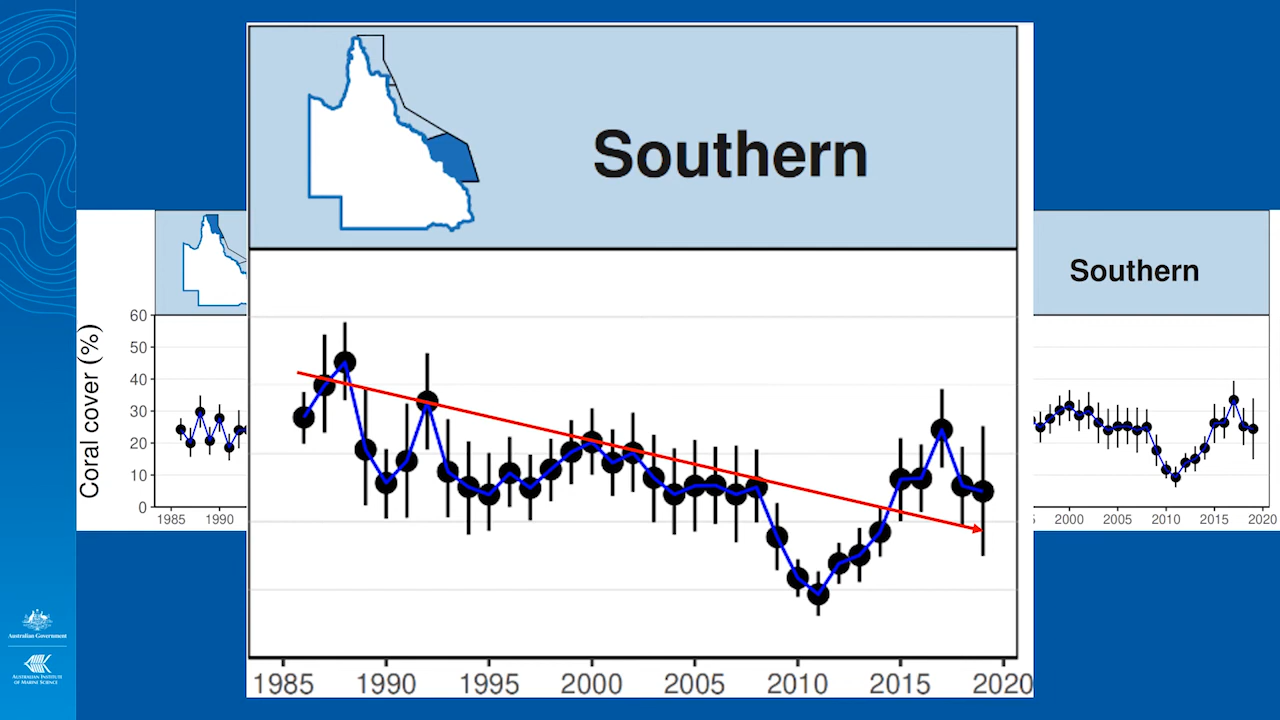 Southern
1985 1990 1995 2000 2005 2010 2015 2020
Coral cover (%)
60
50
40
30
20
10
0
1985 1990
Southern
2000 2005 2010 2015 2020
Australian Government
AUSTRALIAN INSTITUTE
OF MARINE SCIENCE